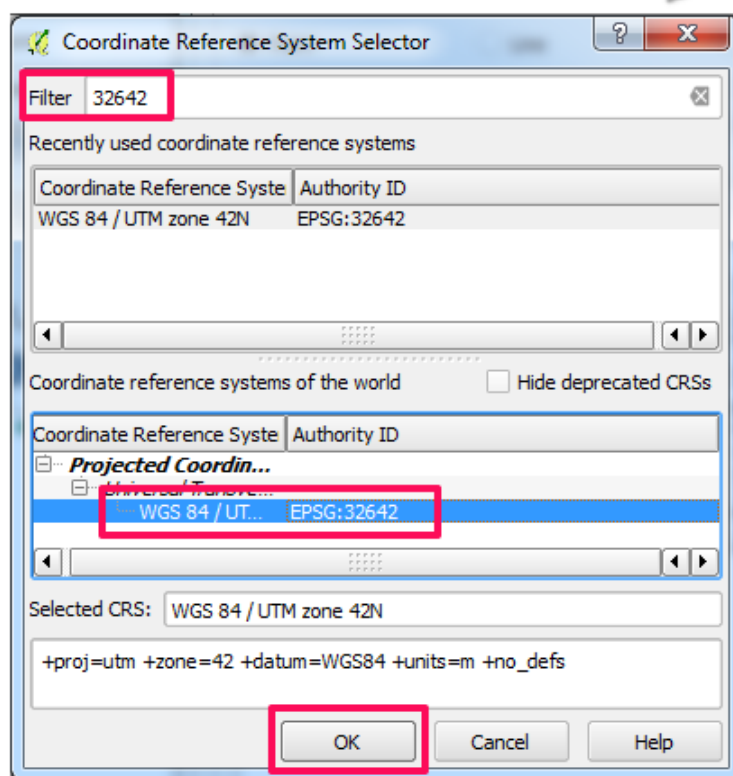 Coordinate Reference System Selector
Filter 32642
Recently used coordinate reference systems
Coordinate Reference Syste Authority ID
WGS 84 / UTM zone 42N EPSG:32642
Coordinate reference systems of the world Hide deprecated CRSs
Coordinate Reference Syste Authority ID
Projected Coordin...
Universal Transve...
WGS 84 / UT... EPSG:32642
Selected CRS: WGS 84 / UTM zone 42N
+proj=utm +zone=42 +datum=WGS84 +units=m +no_defs
OK Cancel Help